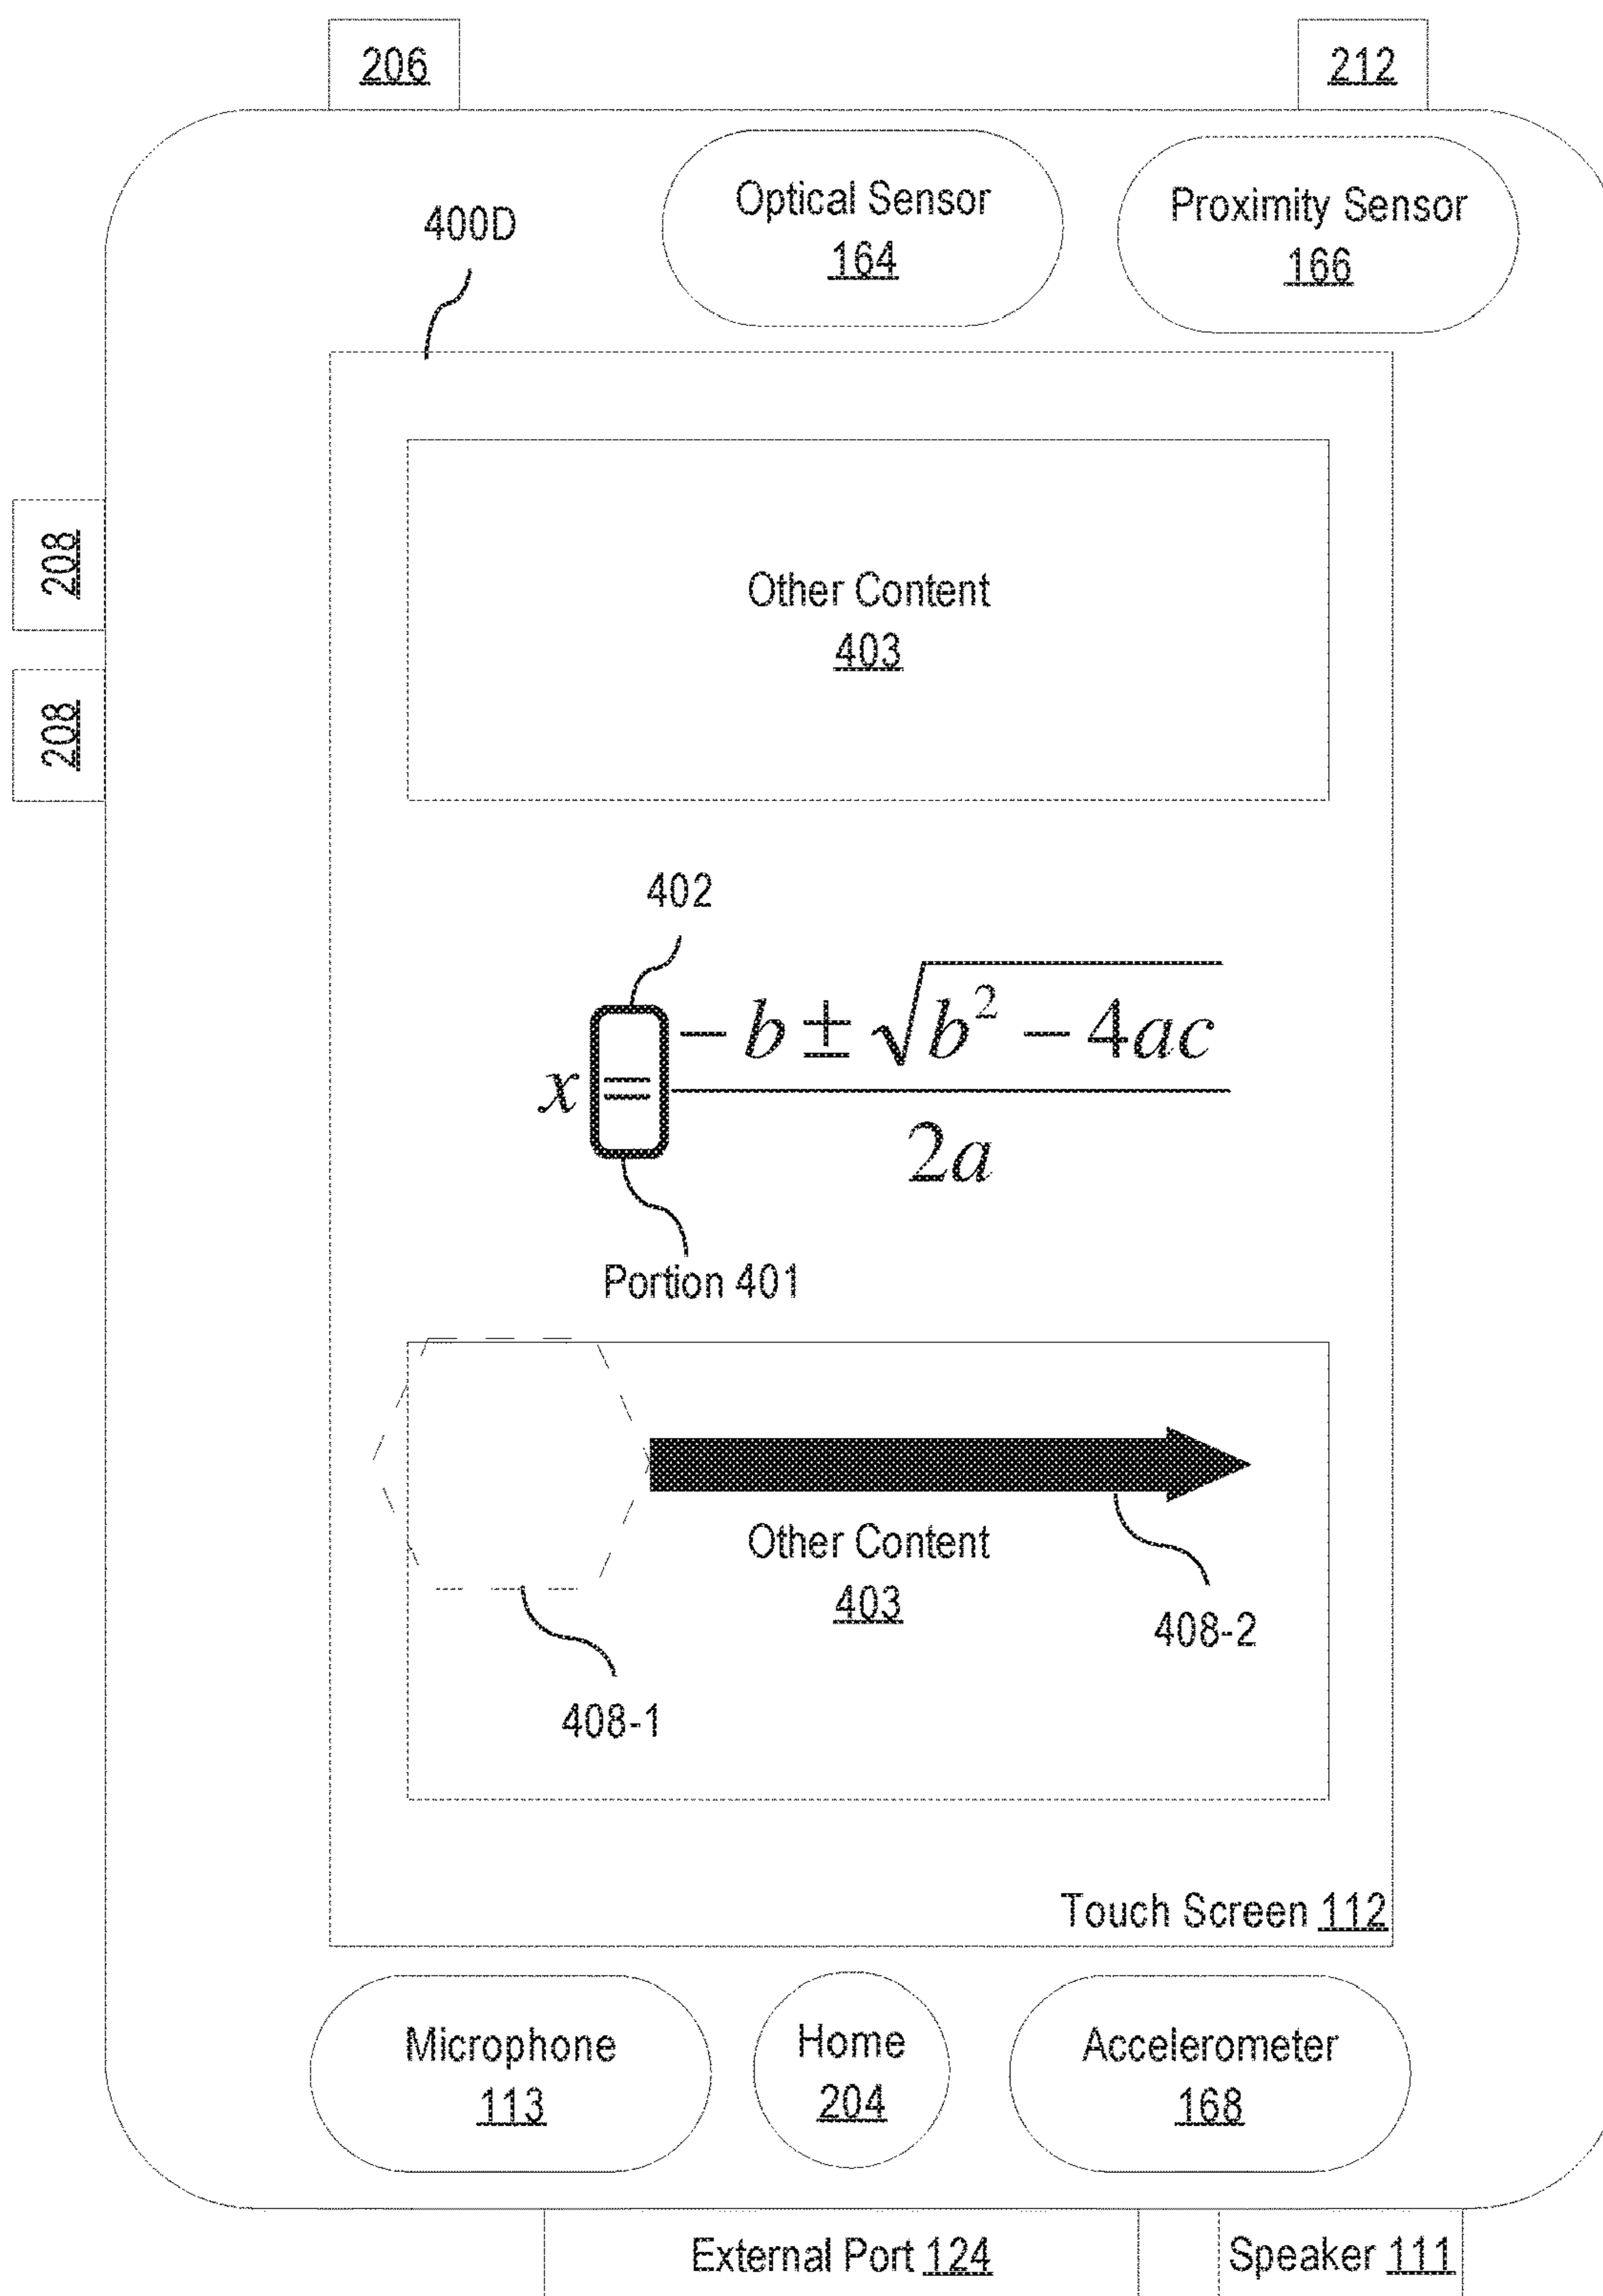 206
212
Optical Sensor
164
Proximity Sensor
166
400D
208
208
Other Content
403
402
x = −b ± √b² − 4ac
2a
Portion 401
Other Content
403
408-2
408-1
Touch Screen 112
Microphone
113
Home
204
Accelerometer
168
External Port 124
Speaker 111